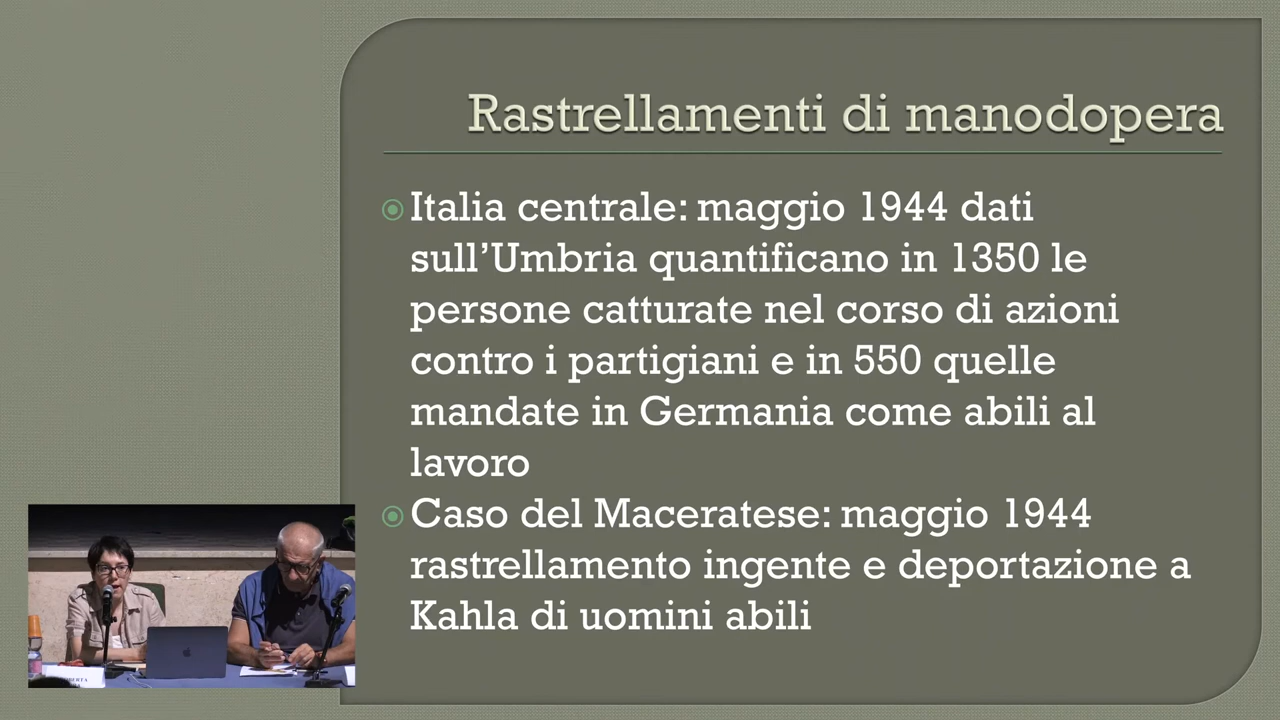 Rastrellamenti di manodopera
Italia centrale: maggio 1944 dati
sull’Umbria quantificano in 1350 le
persone catturate nel corso di azioni
contro i partigiani e in 550 quelle
mandate in Germania come abili al
lavoro
Caso del Maceratese: maggio 1944
rastrellamento ingente e deportazione a
Kahla di uomini abili